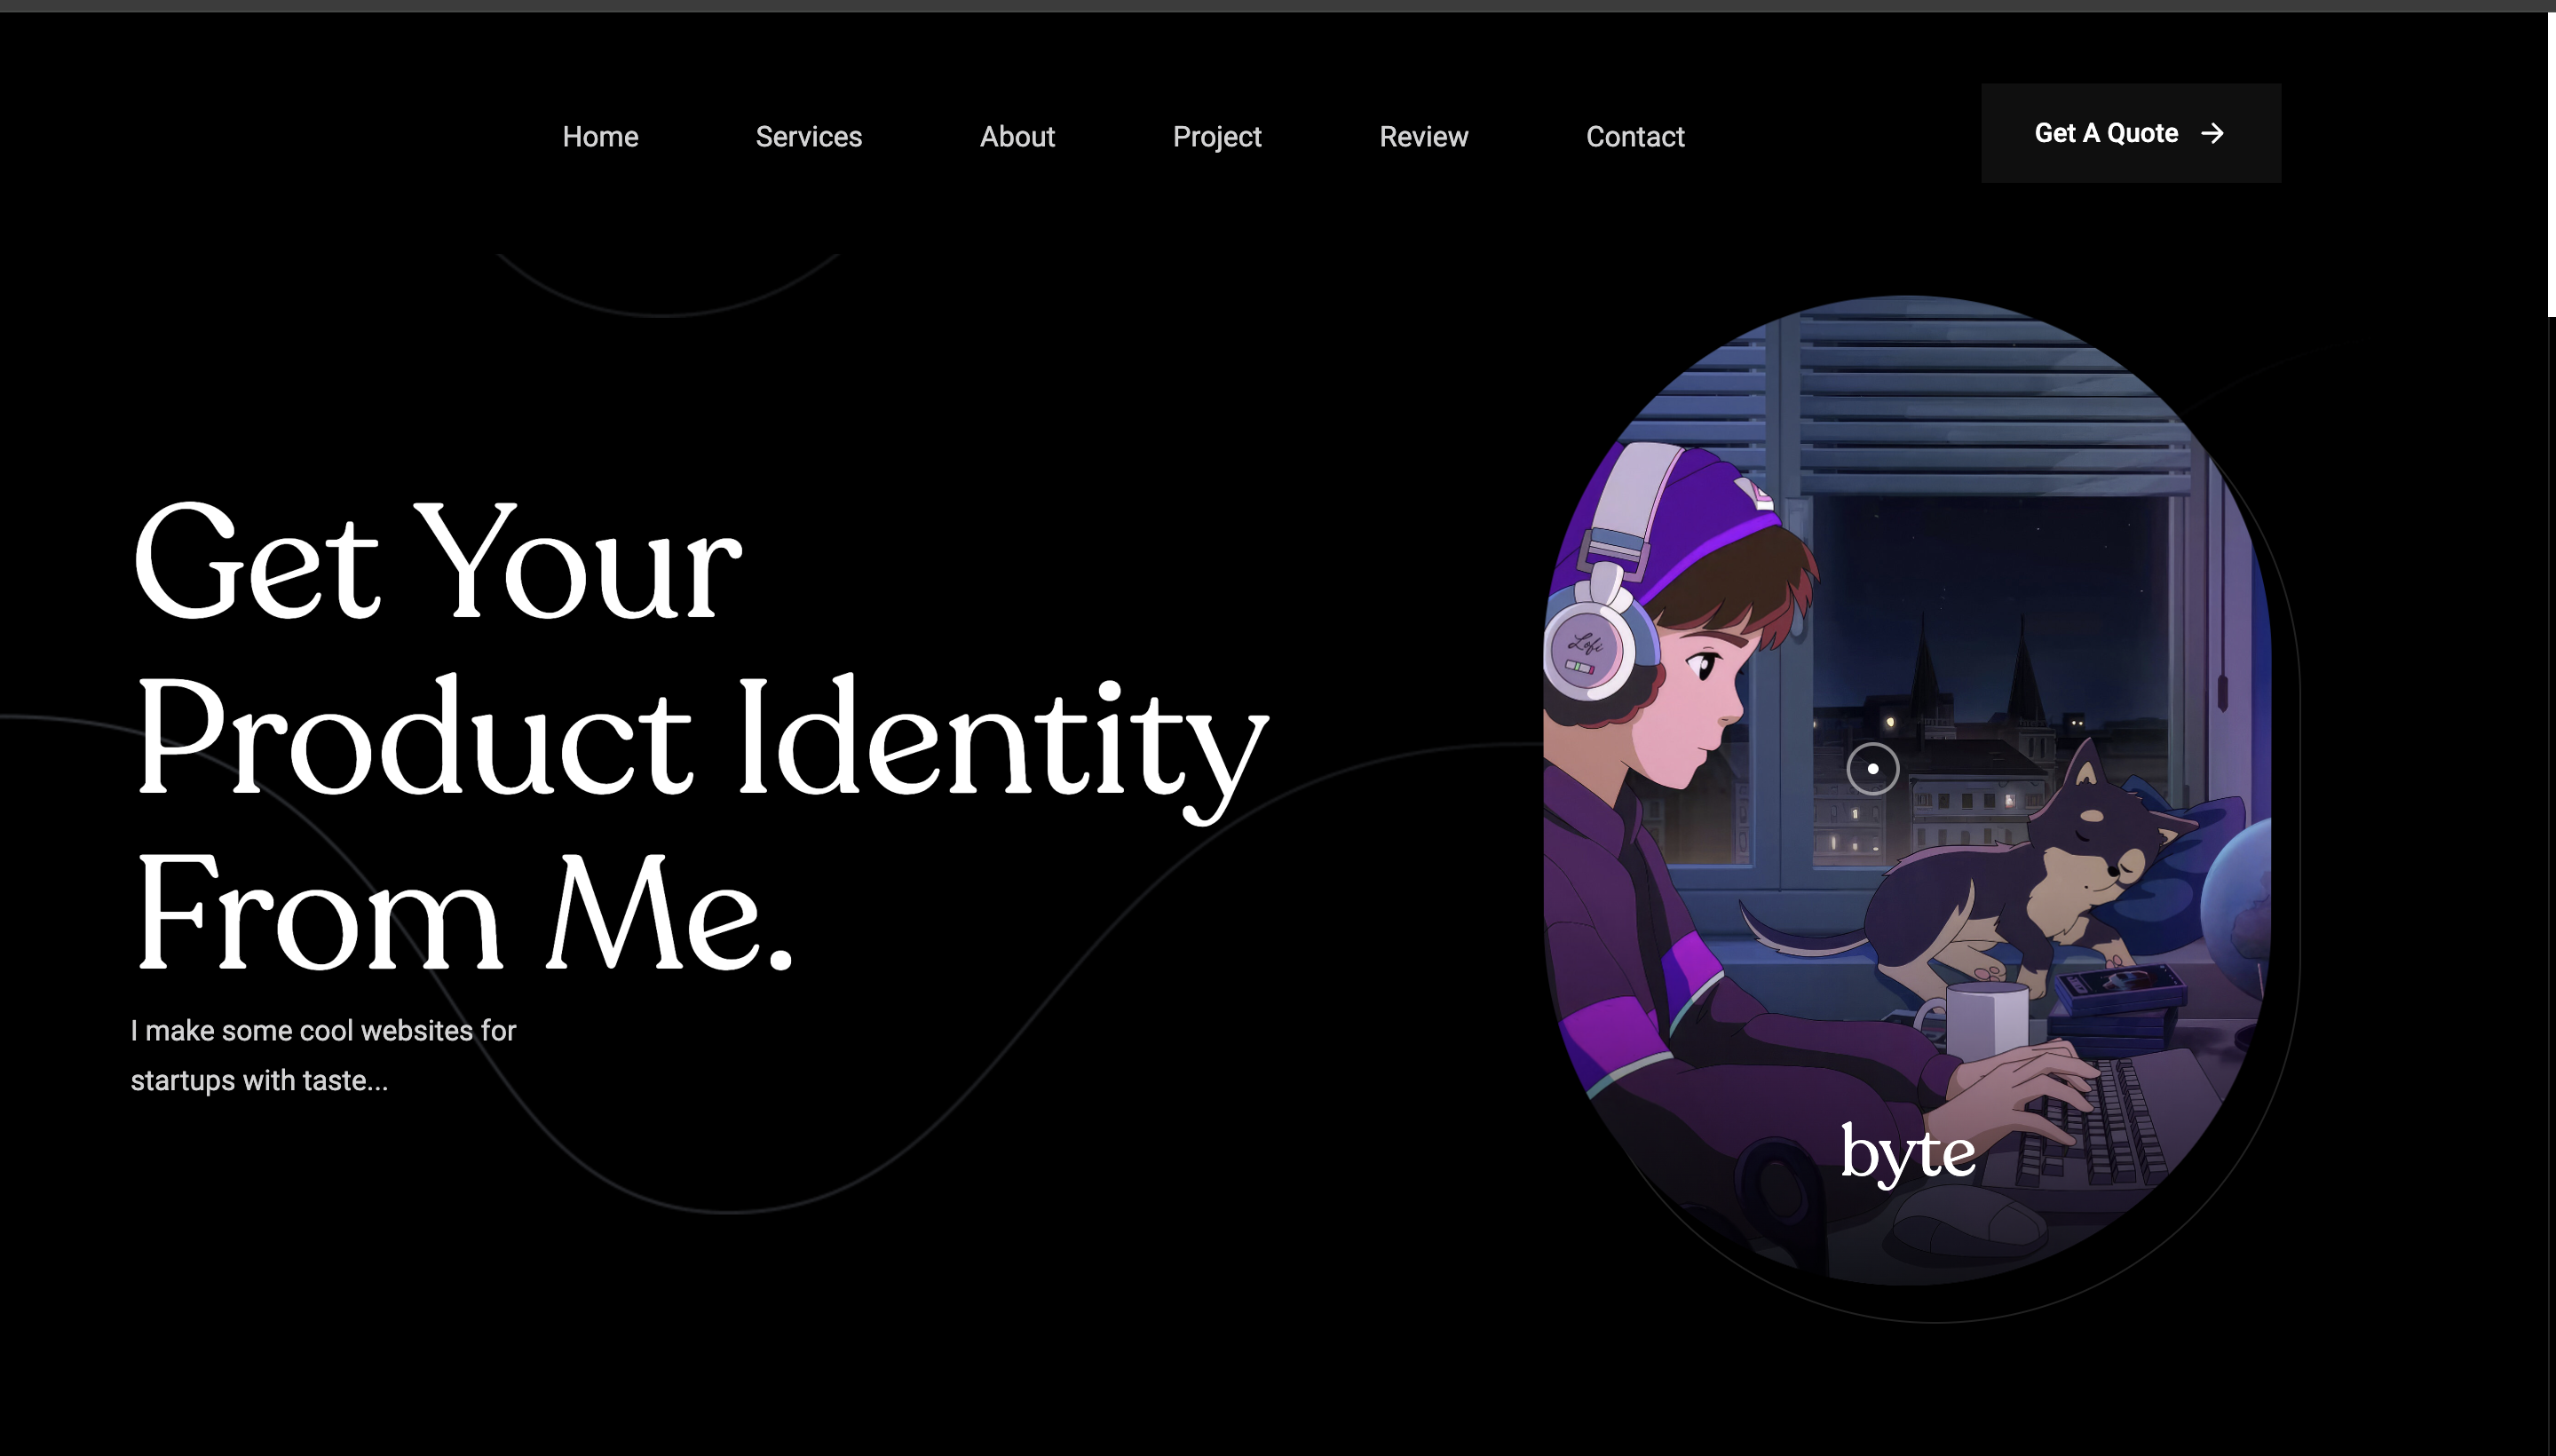 Home Services About Project Review Contact Get A Quote
Get Your
Product Identity
From Me.
I make some cool websites for
startups with taste...
Lofi
byte